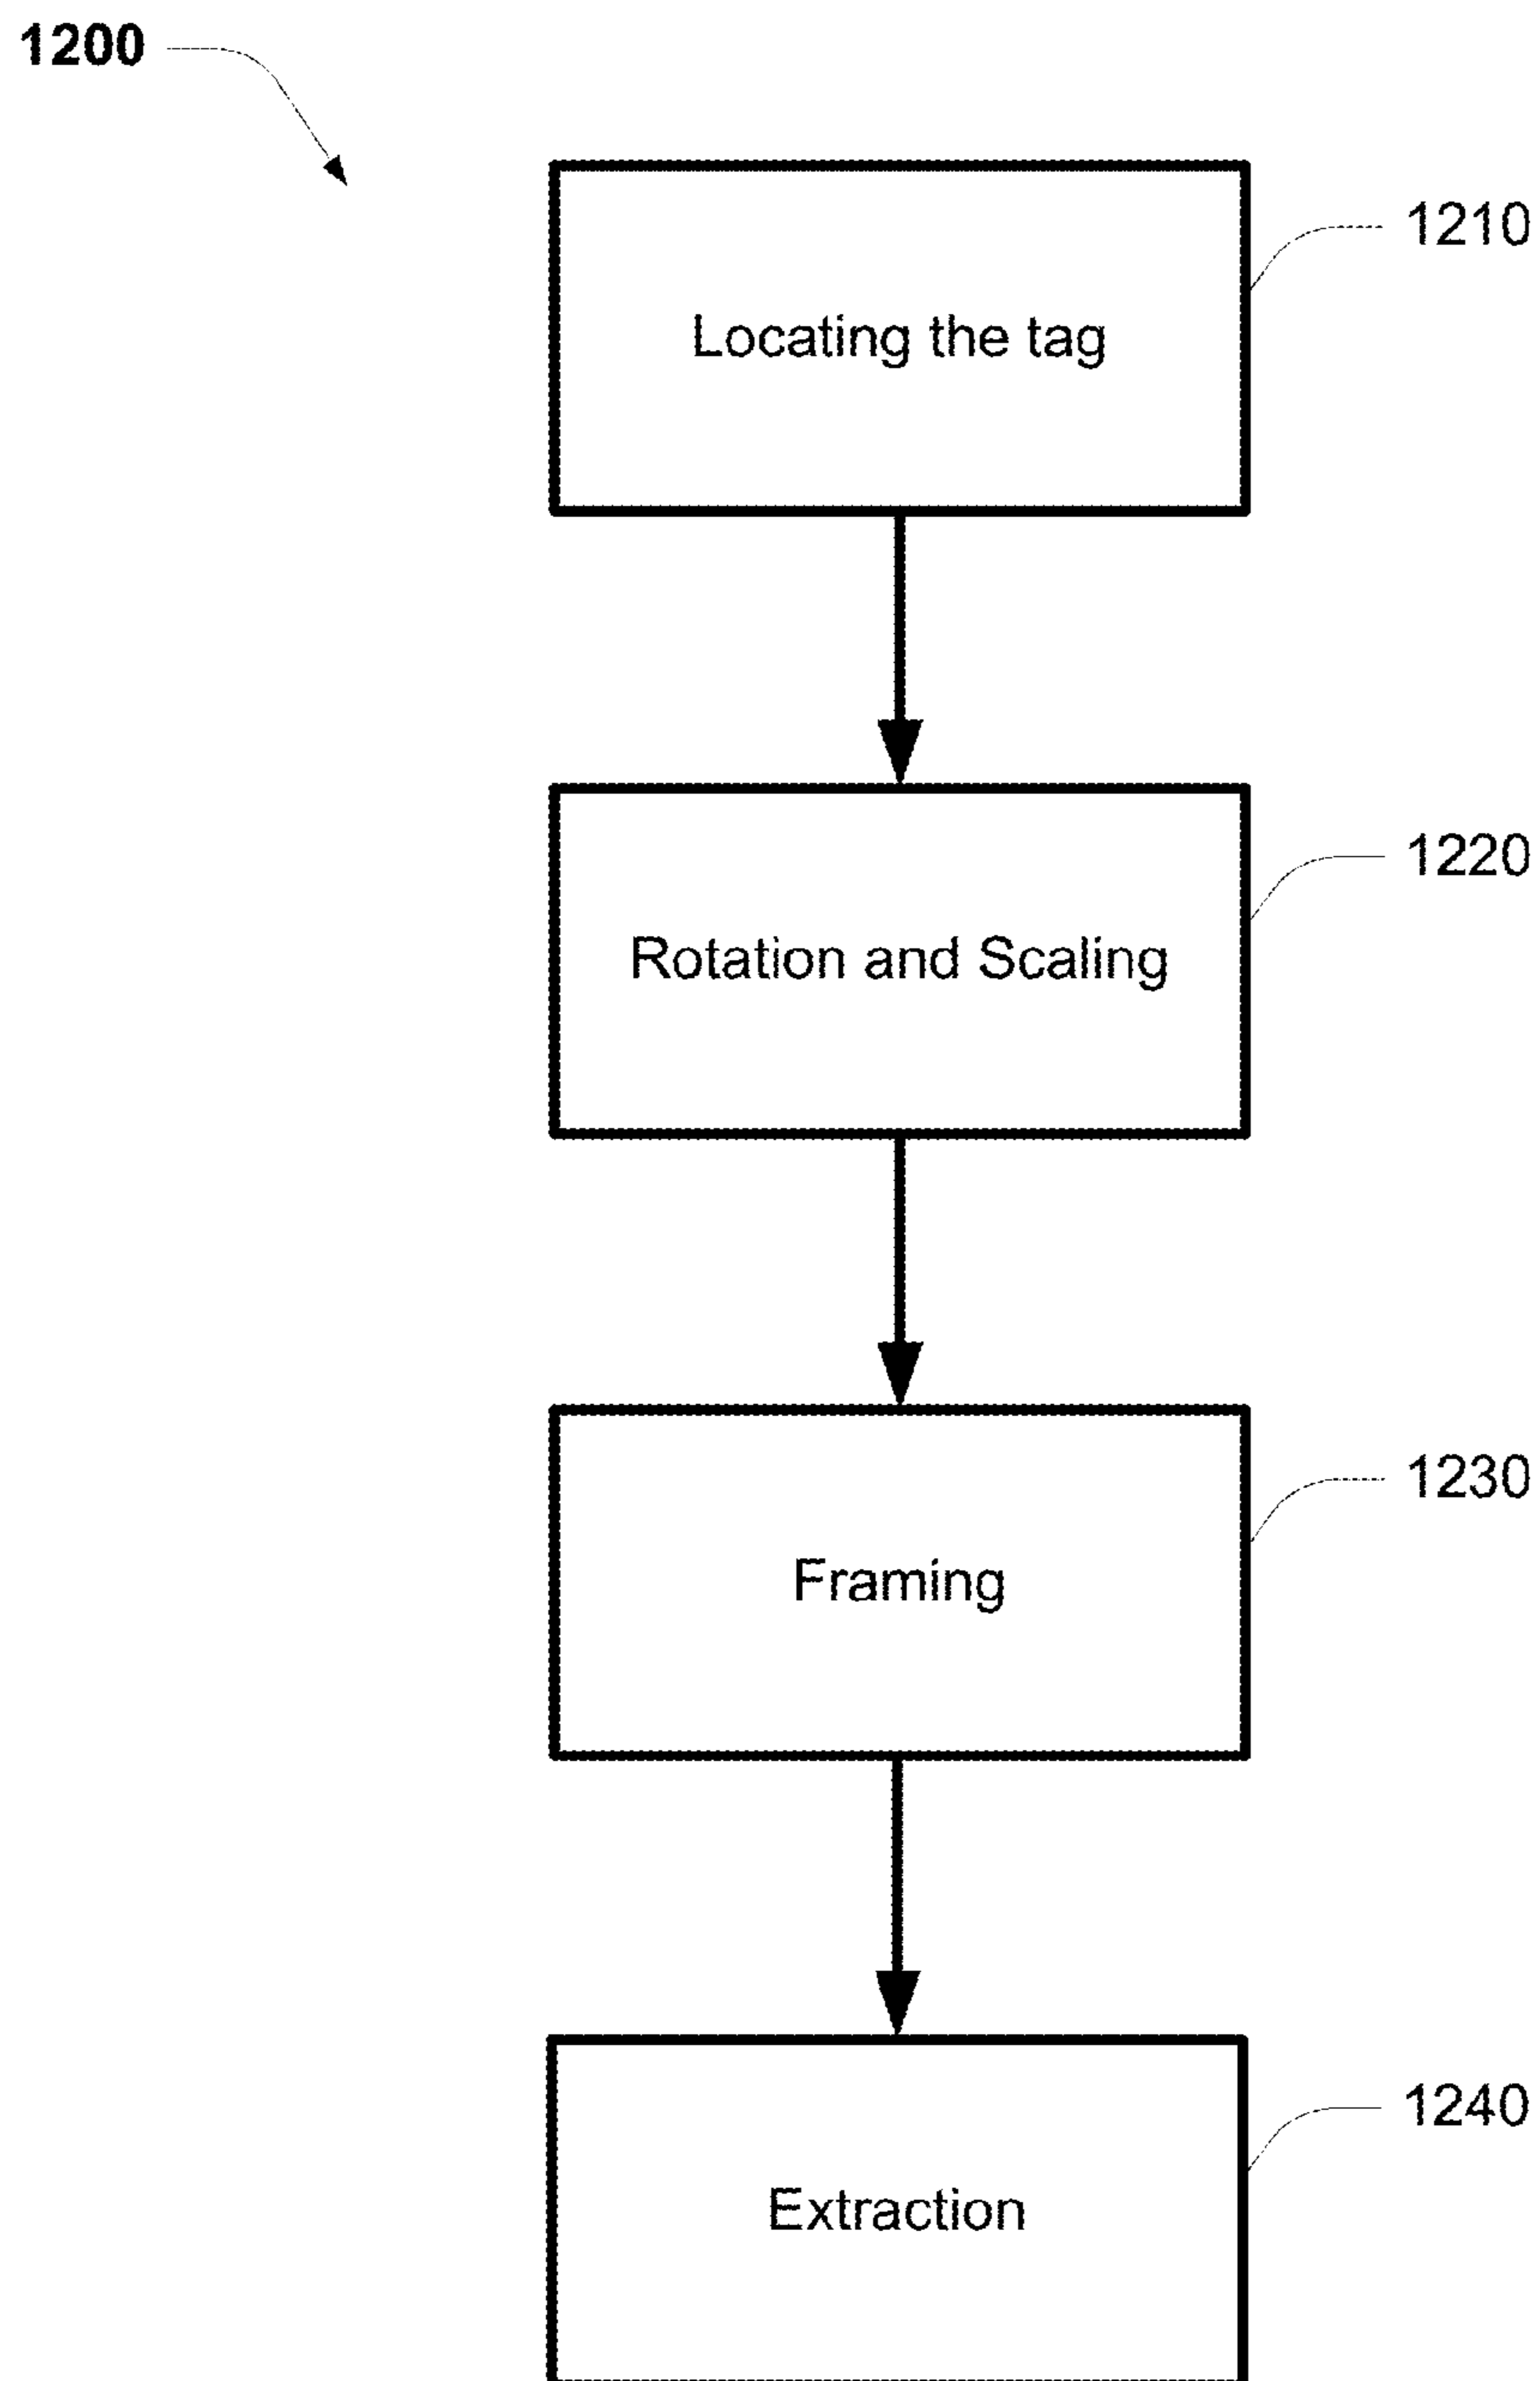 1200
1210
Locating the tag
1220
Rotation and Scaling
1230
Framing
1240
Extraction